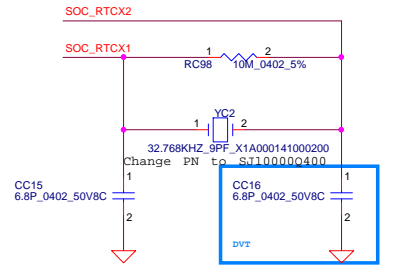 SOC_RTCX2
SOC_RTCX1
1 2
RC98 10M_0402_5%
YC2
1 2
32.768KHZ_9PF_X1A000141000200
Change PN to SJ10000Q400
1 1
CC15 CC16
6.8P_0402_50V8C 6.8P_0402_50V8C
2 2
DVT